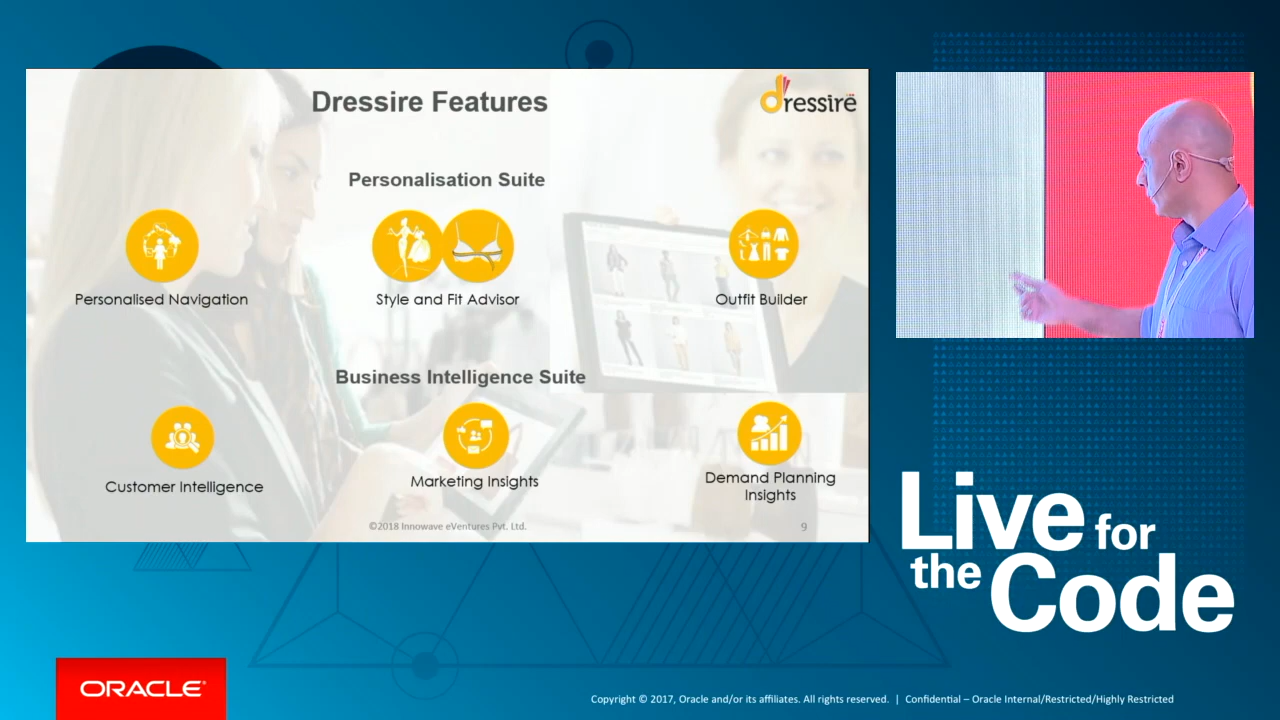 Dressire Features
dressire
Personalisation Suite
Personalised Navigation
Style and Fit Advisor
Outfit Builder
Business Intelligence Suite
Customer Intelligence
Marketing Insights
Demand Planning
Insights
©2018 Innowave eVentures Pvt. Ltd.
9
Live for
the Code
ORACLE®
Copyright © 2017, Oracle and/or its affiliates. All rights reserved. | Confidential – Oracle Internal/Restricted/Highly Restricted